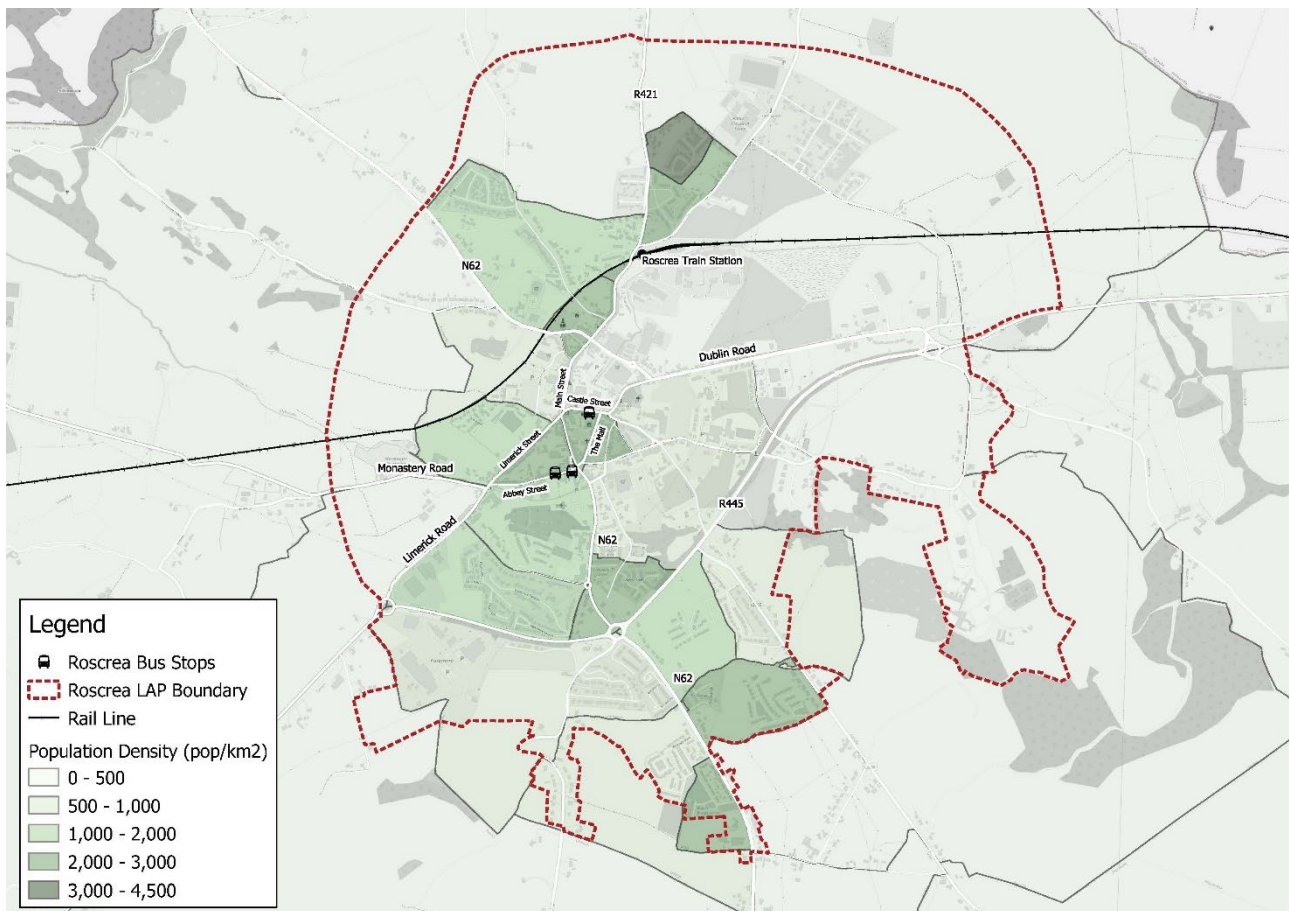 R421
N62
Roscrea Train Station
Dublin Road
Main Street
Castle Street
Limerick Street
The Mall
Monastery Road
Abbey Street
R445
Limerick Road
N62
N62
Legend
Roscrea Bus Stops
Roscrea LAP Boundary
Rail Line
Population Density (pop/km2)
0 - 500
500 - 1,000
1,000 - 2,000
2,000 - 3,000
3,000 - 4,500